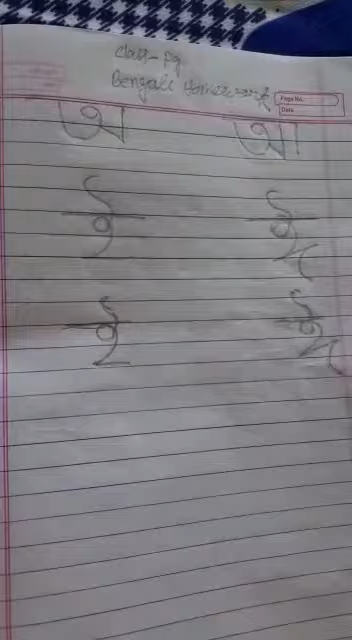 Class - Pg
Bengali Homework
Page No.
Date
অ আ
ই ঈ
উ ঊ